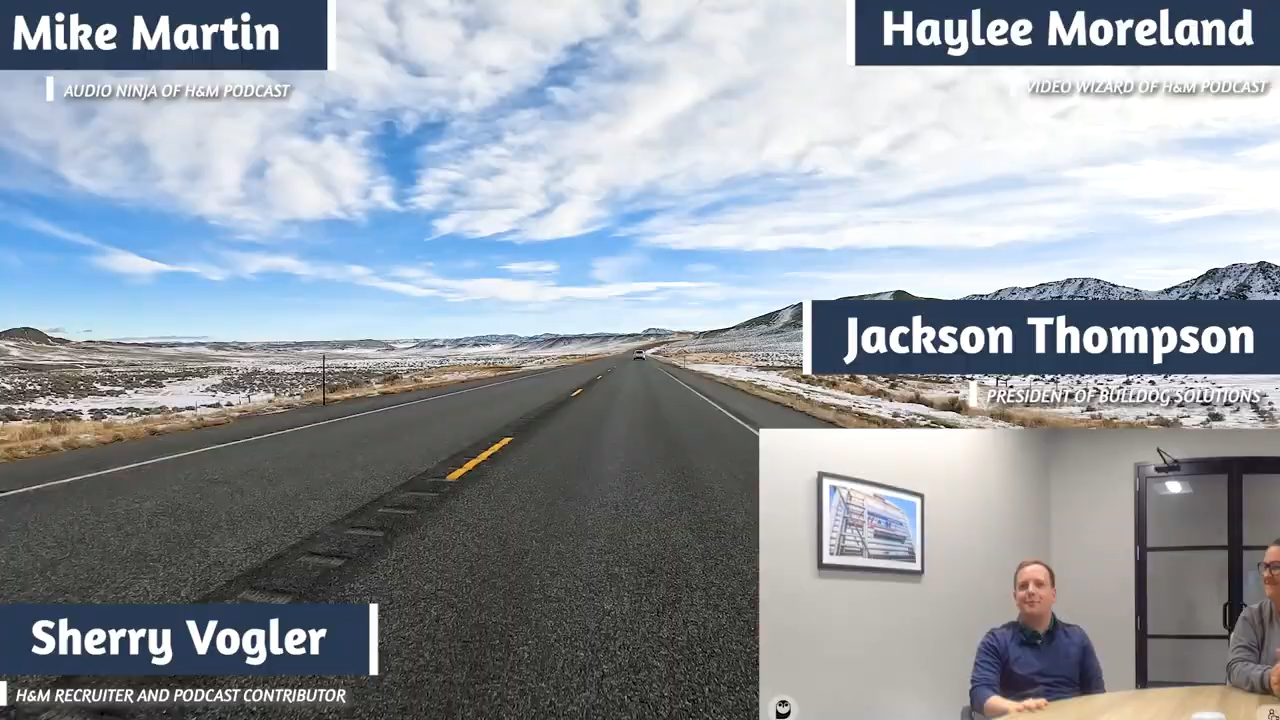 Mike Martin
AUDIO NINJA OF H&M PODCAST
Haylee Moreland
VIDEO WIZARD OF H&M PODCAST
Jackson Thompson
PRESIDENT OF BULLDOG SOLUTIONS
Sherry Vogler
H&M RECRUITER AND PODCAST CONTRIBUTOR